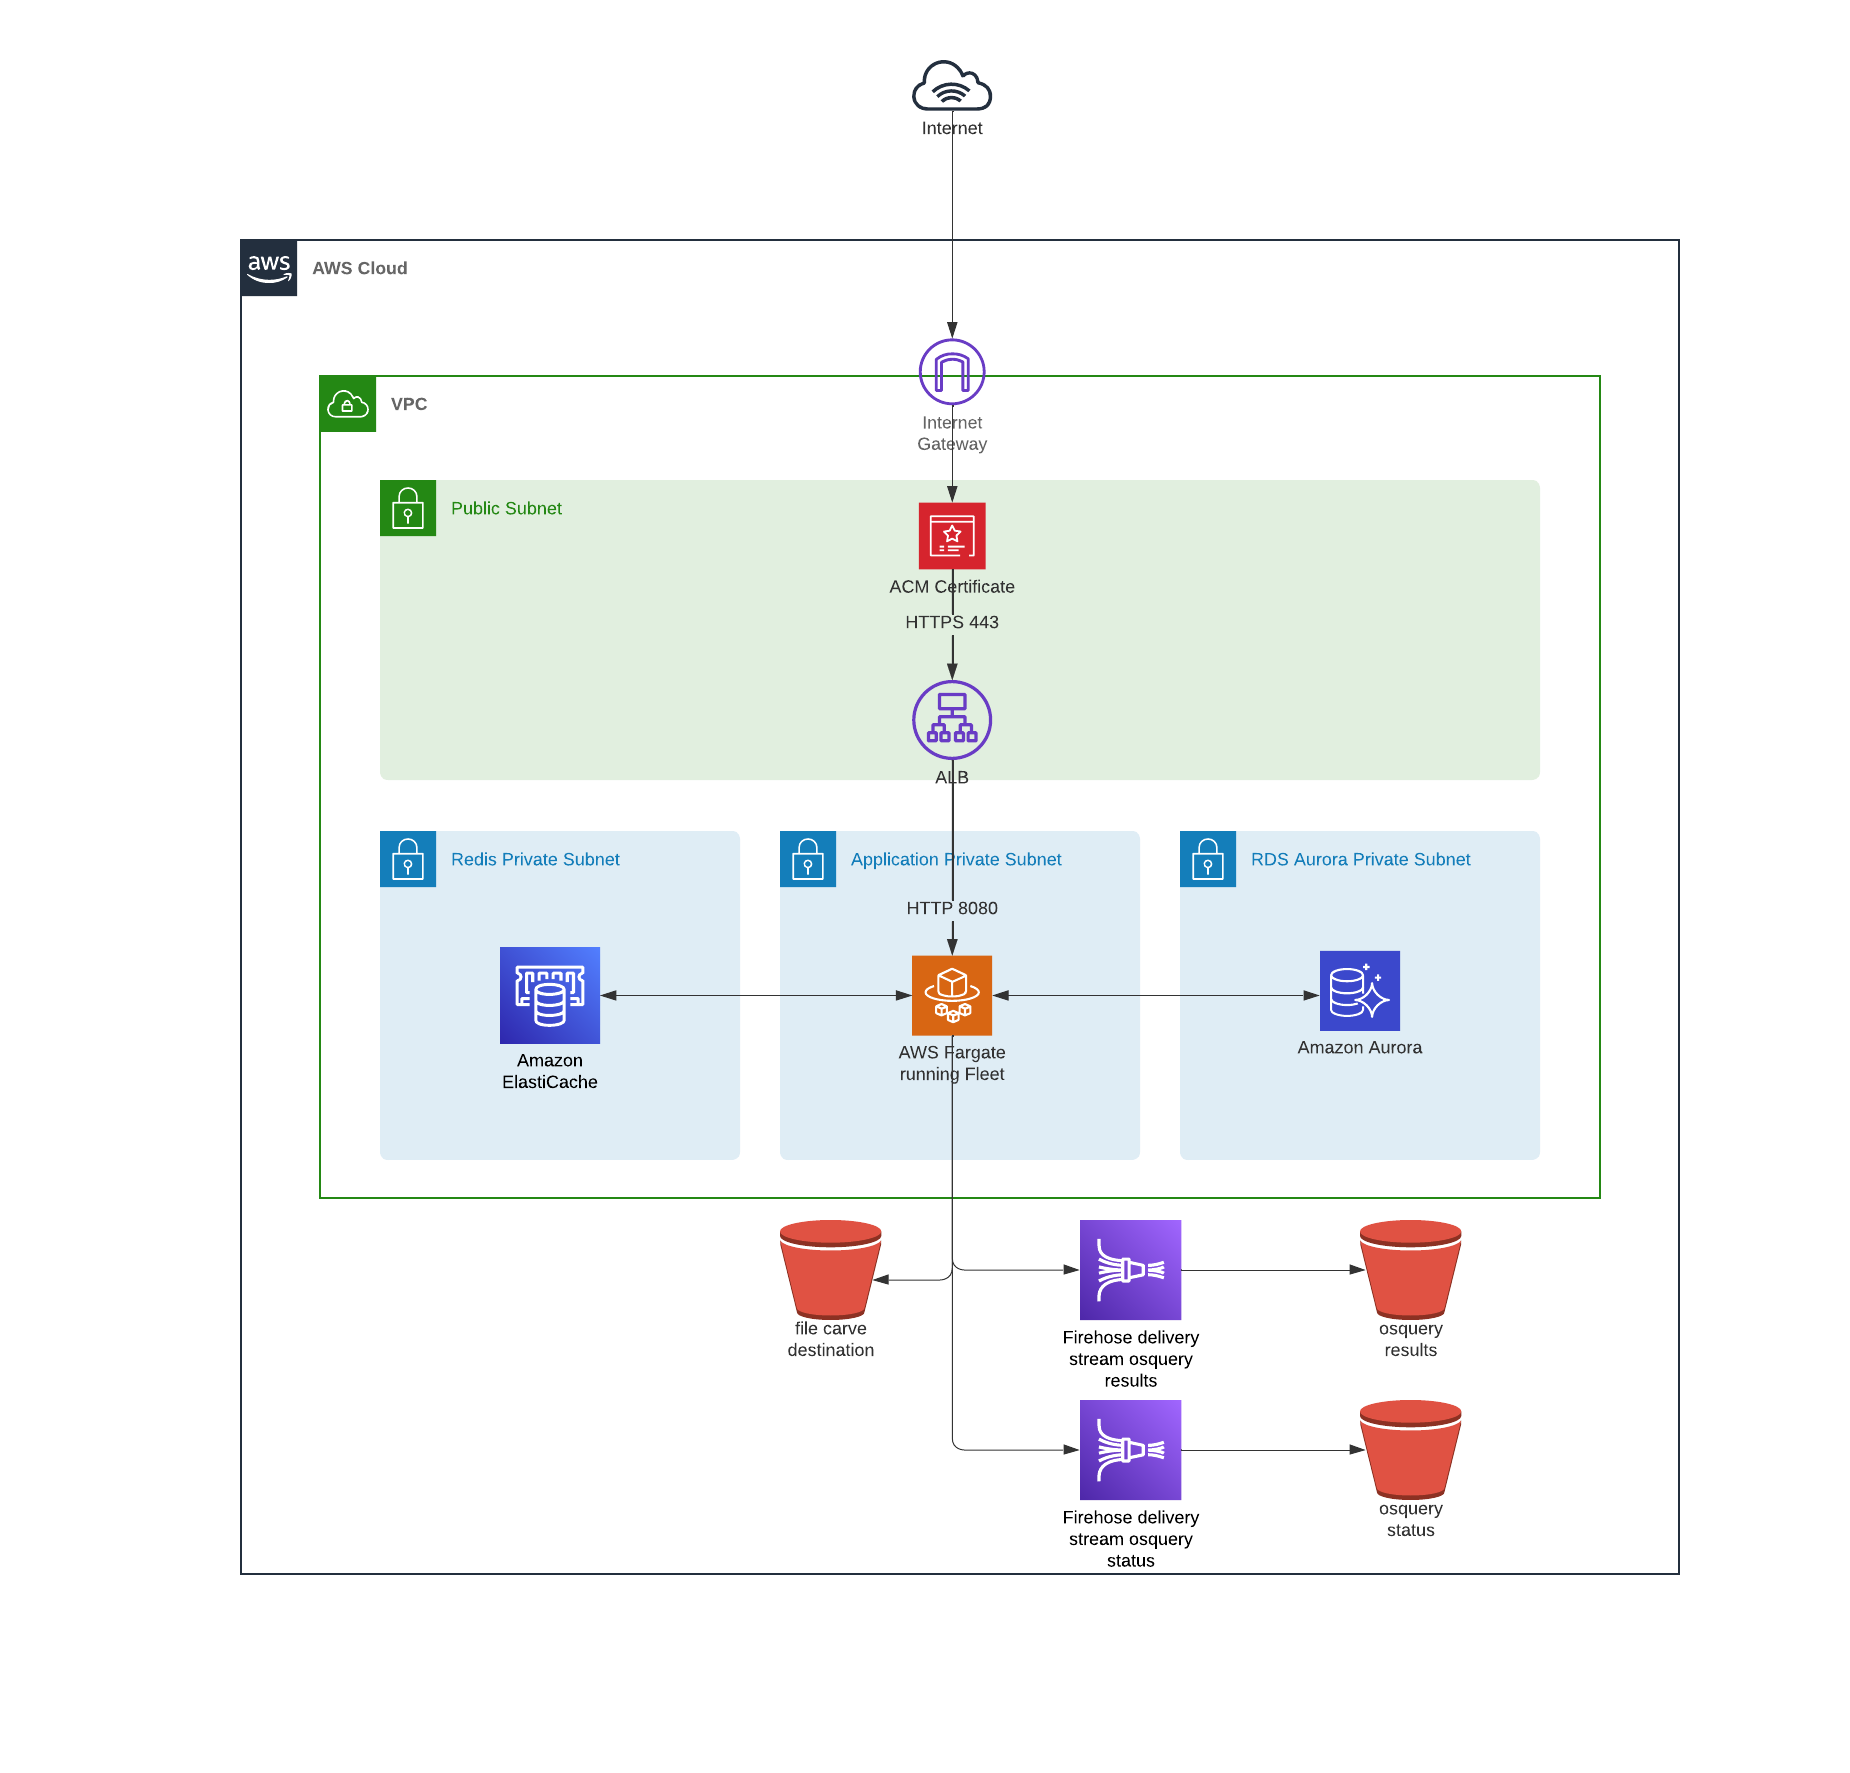 Internet
aws
AWS Cloud
VPC
Internet
Gateway
Public Subnet
ACM Certificate
HTTPS 443
ALB
Redis Private Subnet
Application Private Subnet
RDS Aurora Private Subnet
HTTP 8080
Amazon
ElastiCache
AWS Fargate
running Fleet
Amazon Aurora
file carve
destination
Firehose delivery
stream osquery
results
osquery
results
Firehose delivery
stream osquery
status
osquery
status